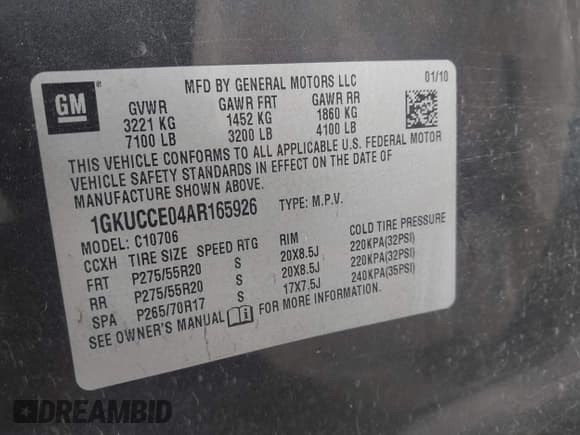 GM
MFD BY GENERAL MOTORS LLC 01/10
GVWR GAWR FRT GAWR RR
3221 KG 1452 KG 1860 KG
7100 LB 3200 LB 4100 LB
THIS VEHICLE CONFORMS TO ALL APPLICABLE U.S. FEDERAL MOTOR
VEHICLE SAFETY STANDARDS IN EFFECT ON THE DATE OF
MANUFACTURE SHOWN ABOVE.
1GKUCCE04AR165926 TYPE: M.P.V.
MODEL: C10706
CCXH TIRE SIZE SPEED RTG RIM COLD TIRE PRESSURE
FRT P275/55R20 S 20X8.5J 220KPA(32PSI)
RR P275/55R20 S 20X8.5J 220KPA(32PSI)
SPA P265/70R17 S 17X7.5J 240KPA(35PSI)
SEE OWNER'S MANUAL FOR MORE INFORMATION.
DREAMBID